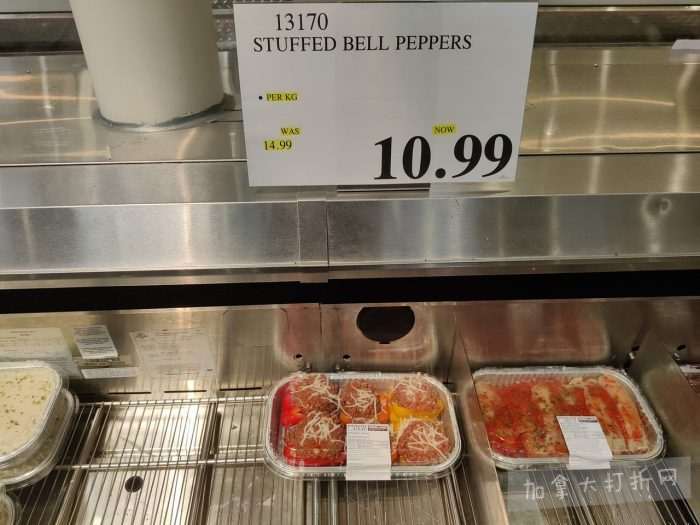 13170
STUFFED BELL PEPPERS
• PER KG
WAS
14.99
NOW
10.99
加拿大打折网